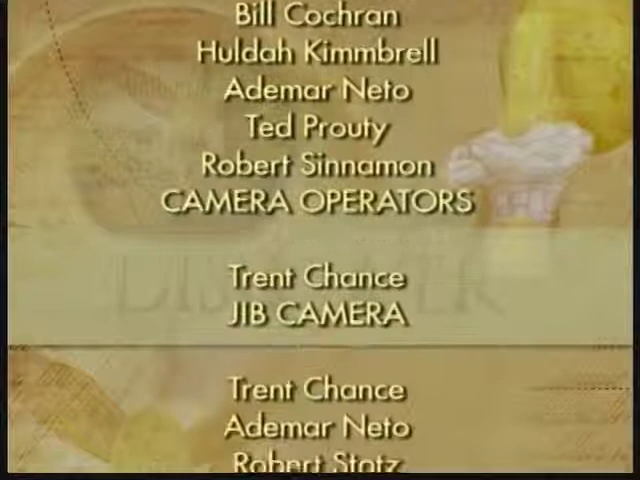 Bill Cochran
Huldah Kimmbrell
Ademar Neto
Ted Prouty
Robert Sinnamon
CAMERA OPERATORS
Trent Chance
JIB CAMERA
Trent Chance
Ademar Neto
Robert Stotz